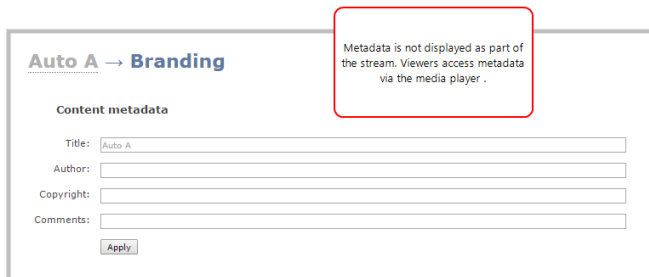 Metadata is not displayed as part of
the stream. Viewers access metadata
via the media player .
Auto A → Branding
Content metadata
Title: Auto A
Author:
Copyright:
Comments:
Apply